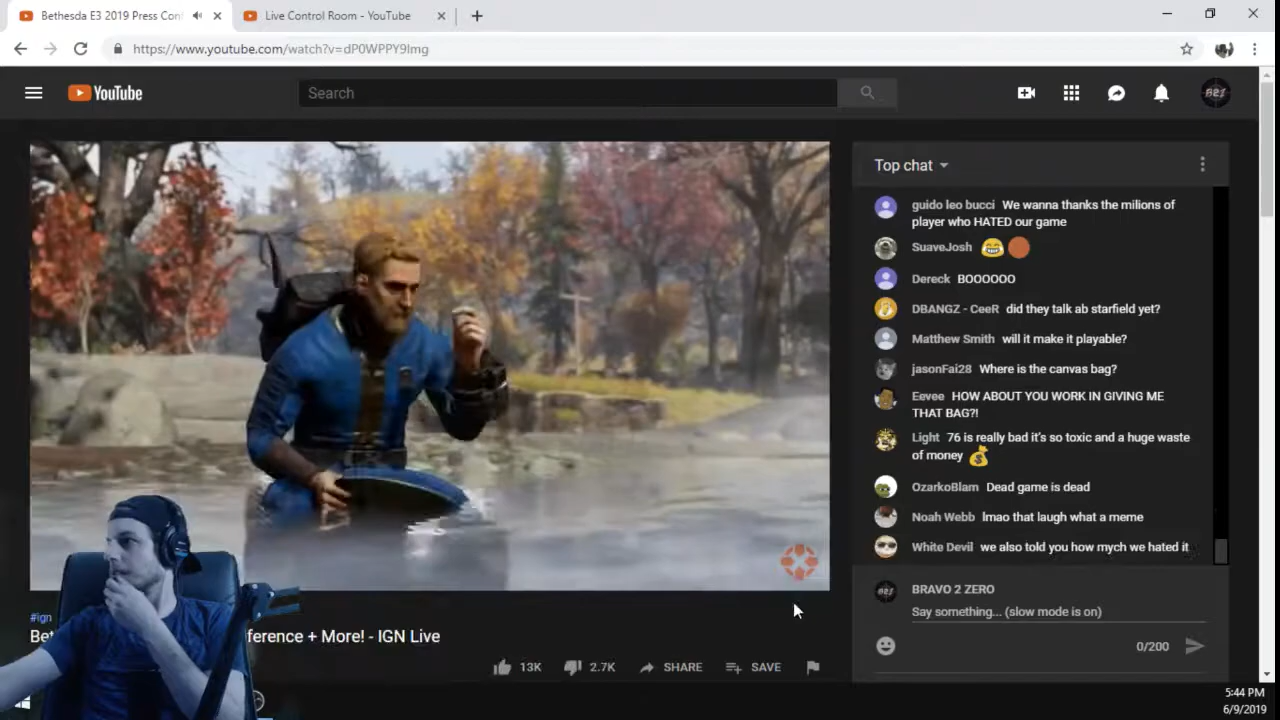 Bethesda E3 2019 Press Con
Live Control Room - YouTube
https://www.youtube.com/watch?v=dP0WPPY9Img
YouTube
Search
B2Z
Top chat
guido leo bucci We wanna thanks the milions of
player who HATED our game
SuaveJosh
Dereck BOOOOOO
DBANGZ - CeeR did they talk ab starfield yet?
Matthew Smith will it make it playable?
jasonFai28 Where is the canvas bag?
Eevee HOW ABOUT YOU WORK IN GIVING ME
THAT BAG?!
Light 76 is really bad it's so toxic and a huge waste
of money
OzarkoBlam Dead game is dead
Noah Webb lmao that laugh what a meme
White Devil we also told you how mych we hated it
BRAVO 2 ZERO
Say something... (slow mode is on)
0/200
#ign
Bet ference + More! - IGN Live
13K 2.7K SHARE SAVE
5:44 PM
6/9/2019